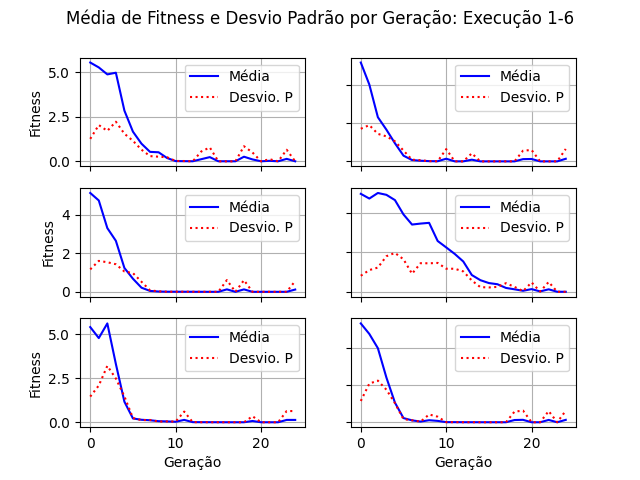 Média de Fitness e Desvio Padrão por Geração: Execução 1-6
5.0
2.5
0.0
Fitness
Média
Desvio. P
Média
Desvio. P
4
2
0
Fitness
Média
Desvio. P
Média
Desvio. P
5.0
2.5
0.0
Fitness
Média
Desvio. P
Média
Desvio. P
0 10 20
0 10 20
Geração
Geração